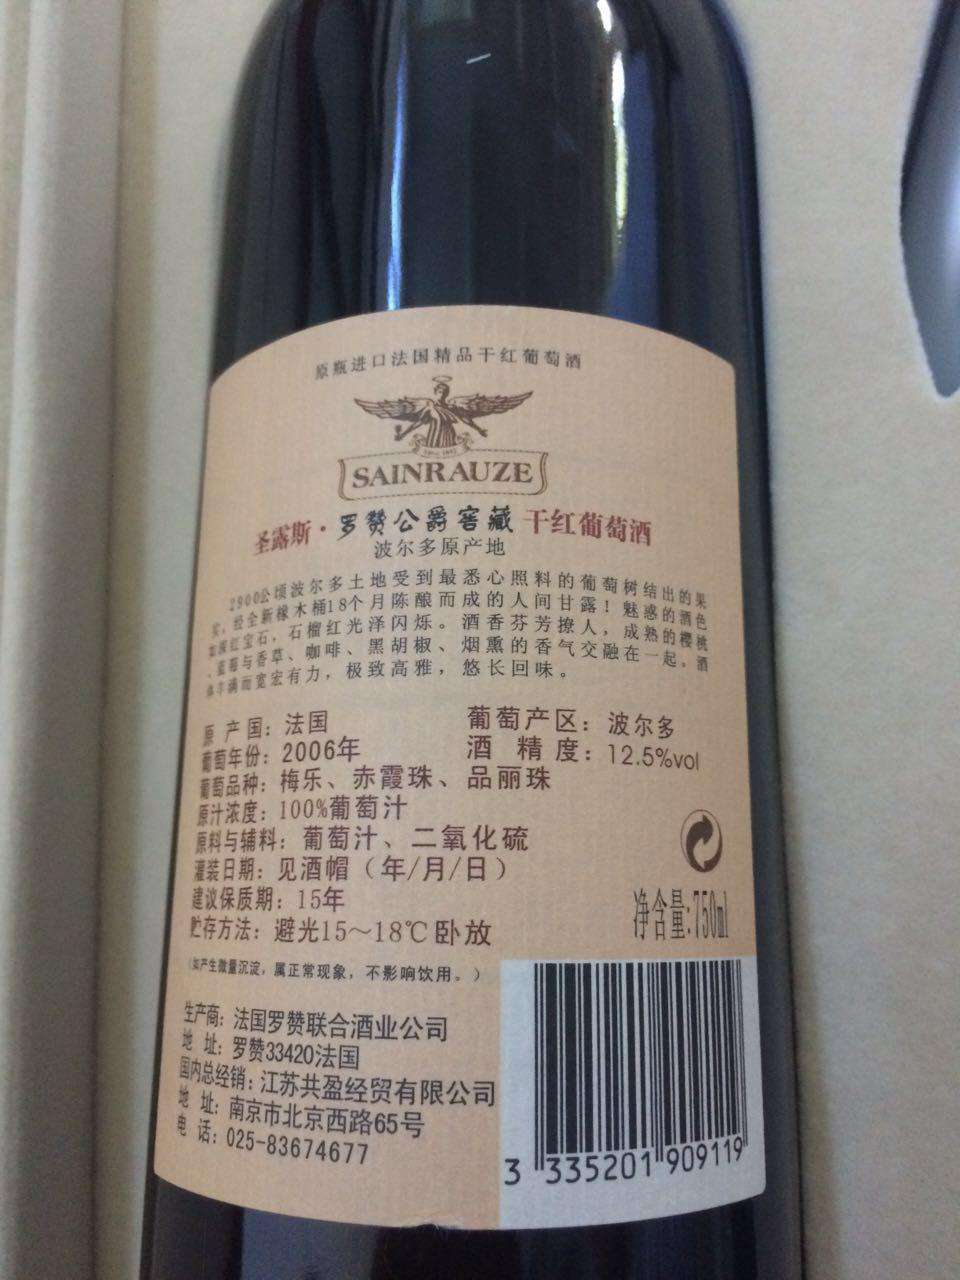 原瓶进口法国精品干红葡萄酒
SAINRAUZE
圣露斯·罗赞公爵窖藏 干红葡萄酒
波尔多原产地
2900公顷波尔多土地受到最悉心照料的葡萄树结出的果
实,经全新橡木桶18个月陈酿而成的人间甘露!魅惑的酒色
如红宝石,石榴红光泽闪烁。酒香芬芳撩人,成熟的樱桃
、蓝莓与香草、咖啡、黑胡椒、烟熏的香气交融在一起。酒
体丰满而宽宏有力,极致高雅,悠长回味。
原产国:法国 葡萄产区:波尔多
葡萄年份:2006年 酒精度:12.5%vol
葡萄品种:梅乐、赤霞珠、品丽珠
原汁浓度:100%葡萄汁
原料与辅料:葡萄汁、二氧化硫
灌装日期:见酒帽(年/月/日)
建议保质期:15年
贮存方法:避光15~18℃卧放
净含量:750ml
(如产生微量沉淀,属正常现象,不影响饮用。)
生产商:法国罗赞联合酒业公司
地址:罗赞33420法国
国内总经销:江苏共盈经贸有限公司
地址:南京市北京西路65号
电话:025-83674677
3 335201 909119